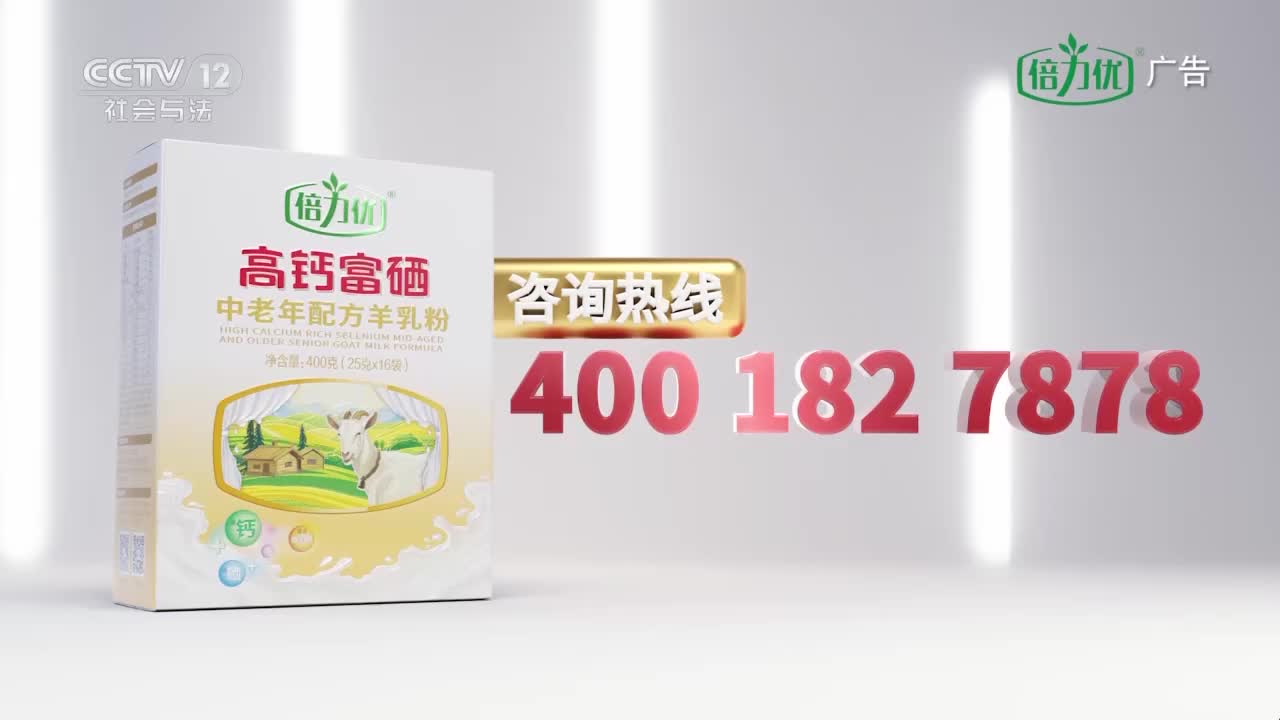 CCTV 12
社会与法
倍力优® 广告
倍力优®
高钙富硒
中老年配方羊乳粉
HIGH CALCIUM RICH SELENIUM MID-AGED
AND OLDER SENIOR GOAT MILK FORMULA
净含量:400克(25克x16袋)
钙
咨询热线
400 182 7878